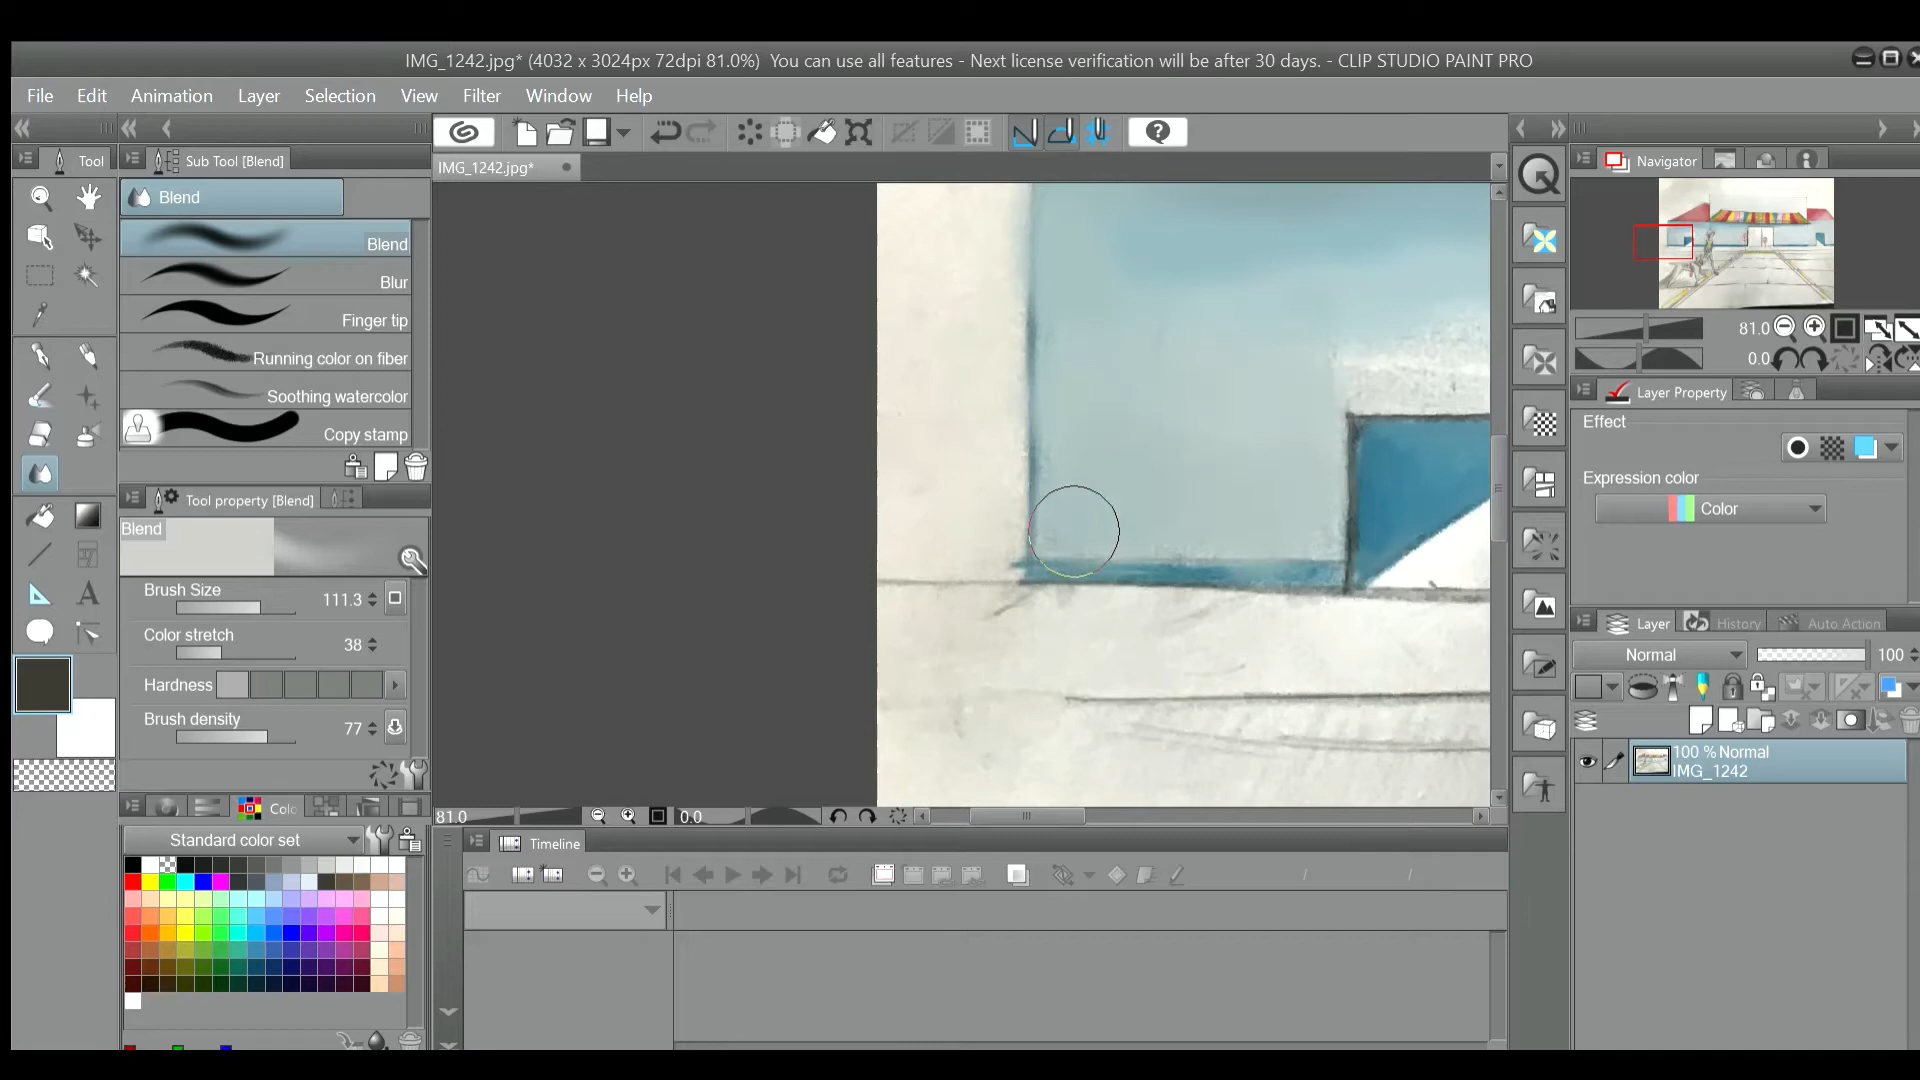 IMG_1242.jpg* (4032 x 3024px 72dpi 81.0%)  You can use all features - Next license verification will be after 30 days. - CLIP STUDIO PAINT PRO
File Edit Animation Layer Selection View Filter Window Help
Tool
Sub Tool [Blend]
IMG_1242.jpg*
Navigator
Blend
Blend
Blur
Finger tip
Running color on fiber
Soothing watercolor
Copy stamp
81.0
0.0
Layer Property
Effect
Expression color
Color
Tool property [Blend]
Blend
Brush Size 111.3
Color stretch 38
Hardness
Brush density 77
Layer History Auto Action
Normal 100
100 % Normal
IMG_1242
Colo
Standard color set
81.0 0.0
Timeline